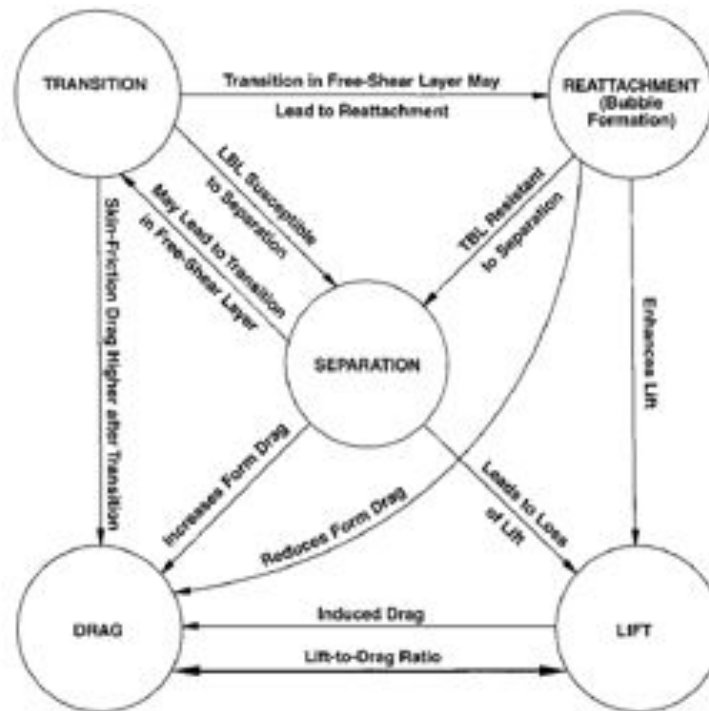 TRANSITION
Transition in Free-Shear Layer May
Lead to Reattachment
REATTACHMENT
(Bubble
Formation)
LBL Susceptible
to Separation
May Lead to Transition
in Free-Shear Layer
TBL Resistant
to Separation
Skin-Friction Drag Higher after Transition
SEPARATION
Enhances Lift
Increases Form Drag
Reduces Form Drag
Leads to Loss
of Lift
DRAG
Induced Drag
Lift-to-Drag Ratio
LIFT